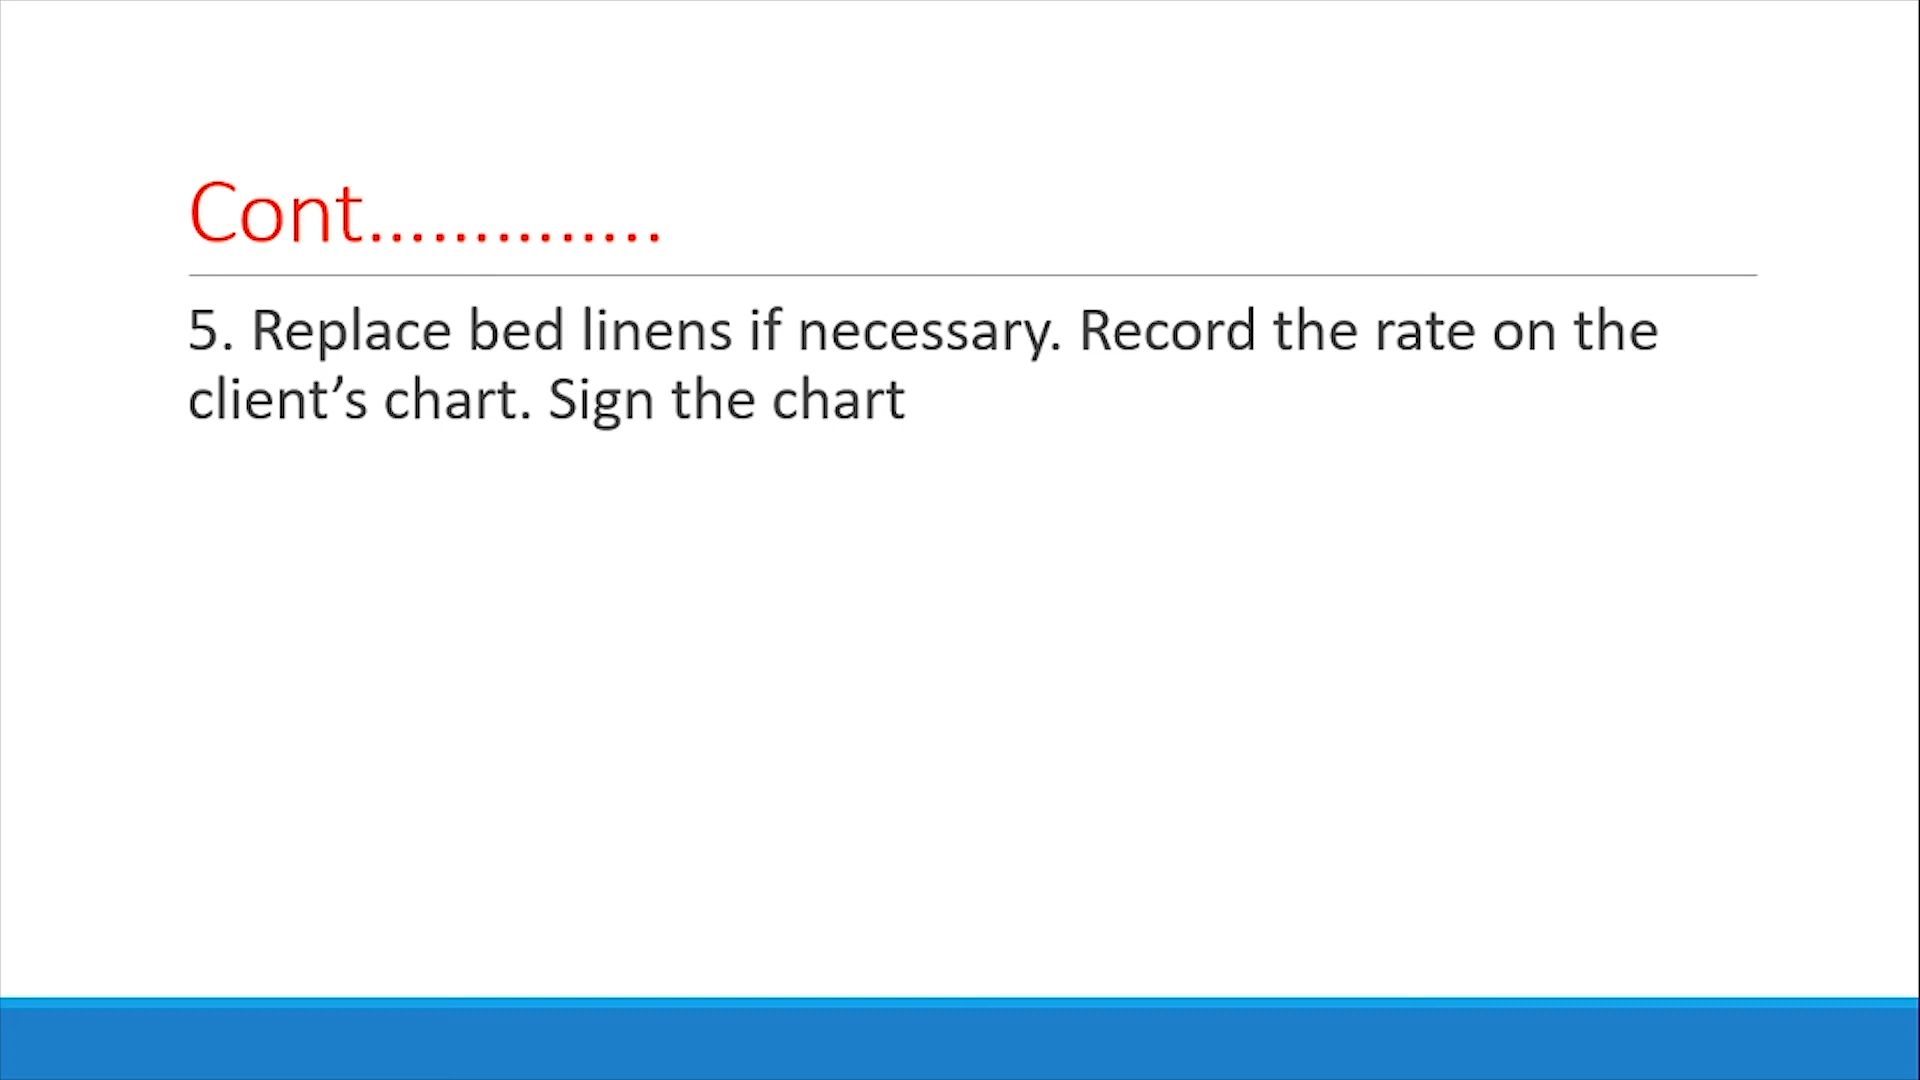 Cont..............
5. Replace bed linens if necessary. Record the rate on the
client’s chart. Sign the chart